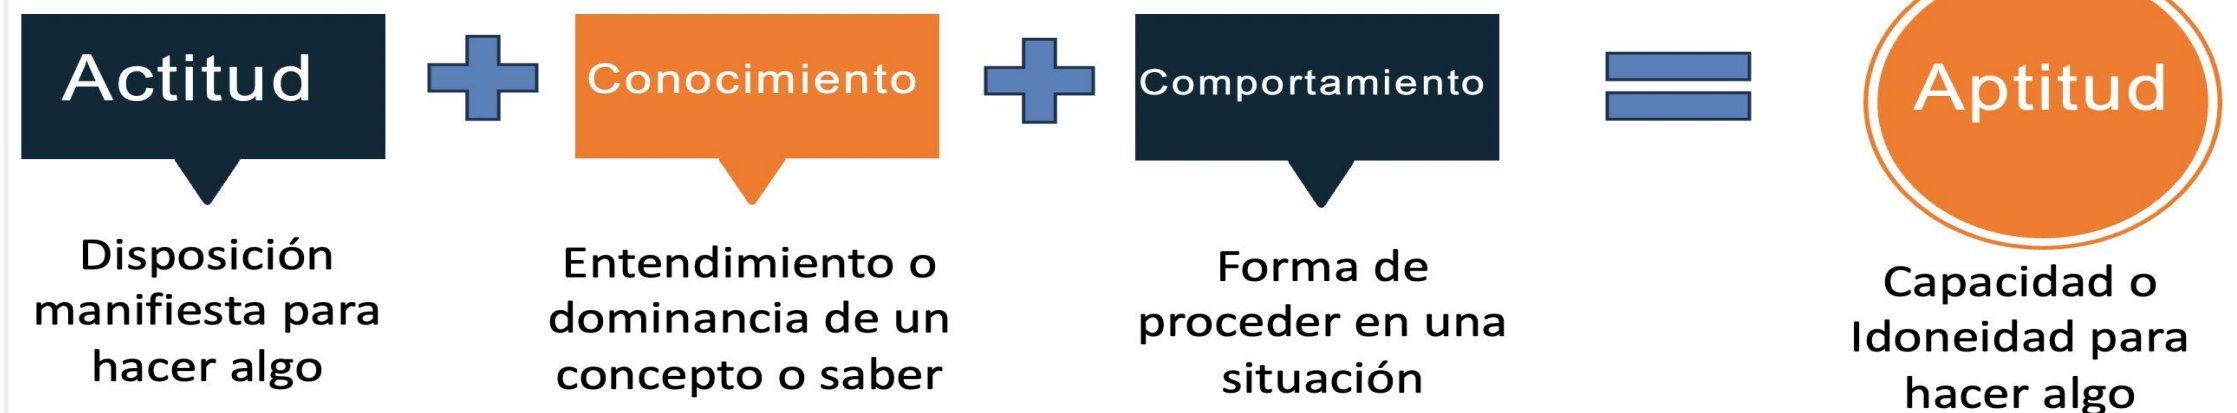 Actitud
Conocimiento
Comportamiento
Aptitud
Disposición
manifiesta para
hacer algo
Entendimiento o
dominancia de un
concepto o saber
Forma de
proceder en una
situación
Capacidad o
Idoneidad para
hacer algo